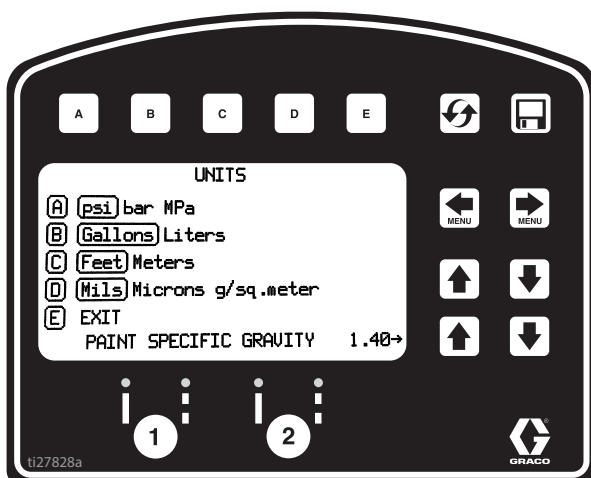 A B C D E
UNITS
A psi bar MPa
B Gallons Liters
C Feet Meters
D Mils Microns g/sq.meter
E EXIT
PAINT SPECIFIC GRAVITY 1.40→
MENU MENU
1 2
ti27828a
GRACO